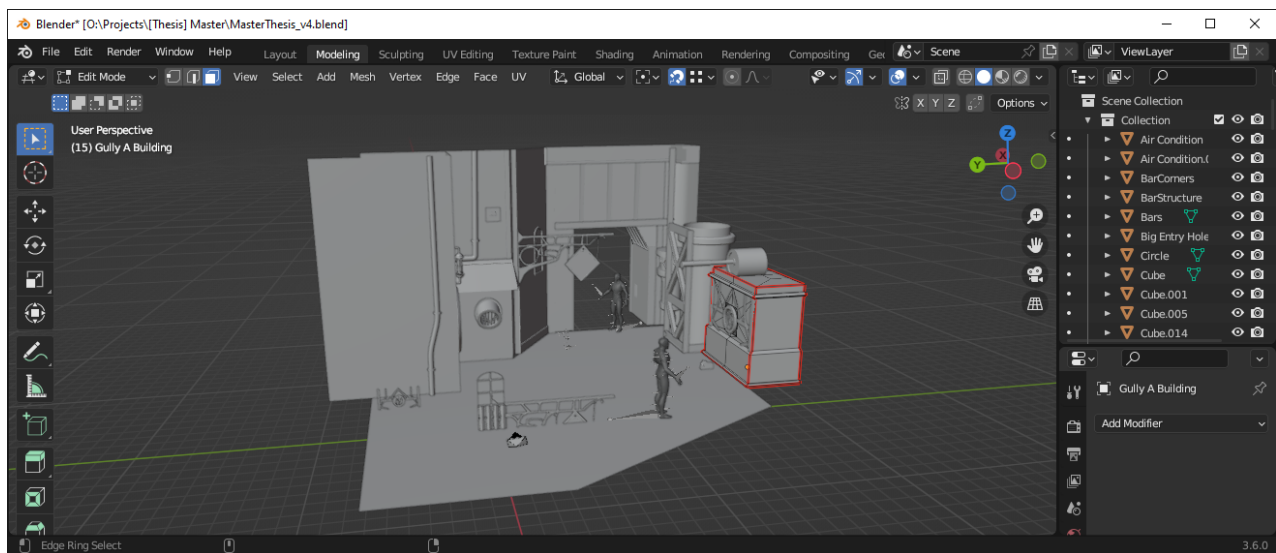 Blender* [O:\Projects\[Thesis] Master\MasterThesis_v4.blend]
File Edit Render Window Help Layout Modeling Sculpting UV Editing Texture Paint Shading Animation Rendering Compositing Scene ViewLayer
Edit Mode View Select Add Mesh Vertex Edge Face UV Global
X Y Z Options
Scene Collection
Collection
Air Condition
Air Condition.(
BarCorners
BarStructure
Bars
Big Entry Hole
Circle
Cube
Cube.001
Cube.005
Cube.014
User Perspective
(15) Gully A Building
Z
Y
X
Gully A Building
Add Modifier
Edge Ring Select
3.6.0